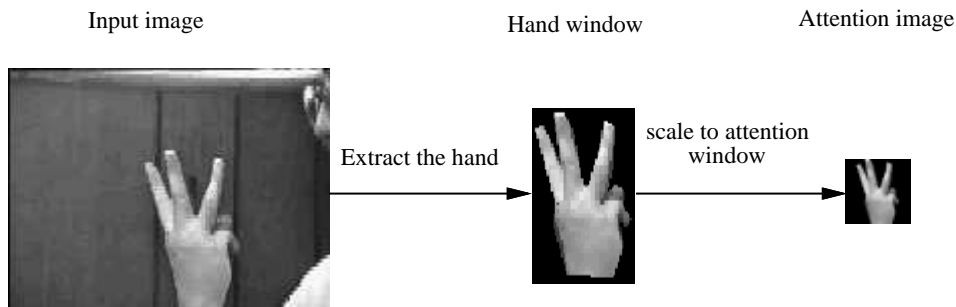 Input image
Hand window
Attention image
Extract the hand
scale to attention
window